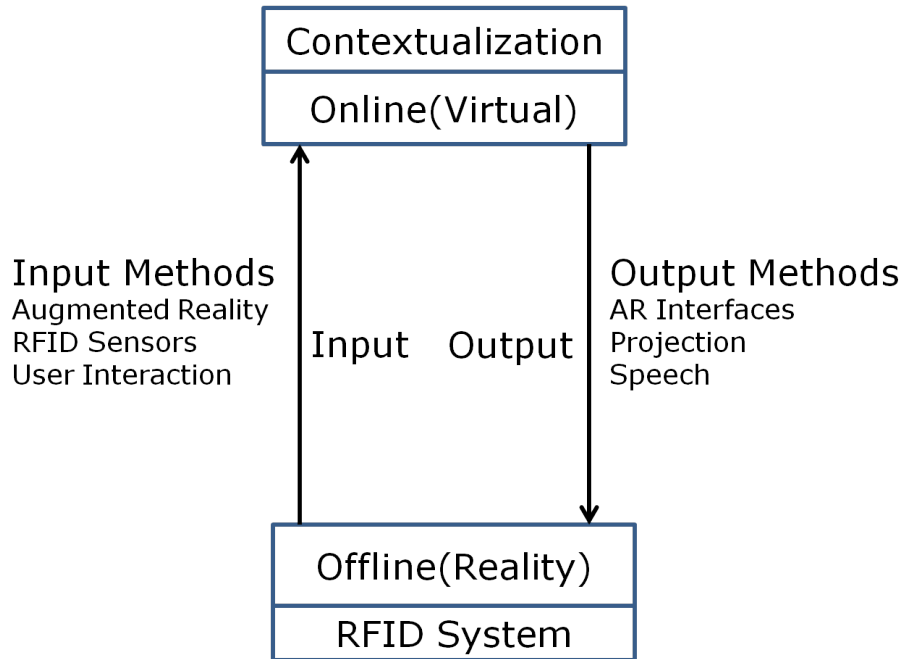 Contextualization
Online(Virtual)
Input Methods
Augmented Reality
RFID Sensors
User Interaction
Input
Output
Output Methods
AR Interfaces
Projection
Speech
Offline(Reality)
RFID System